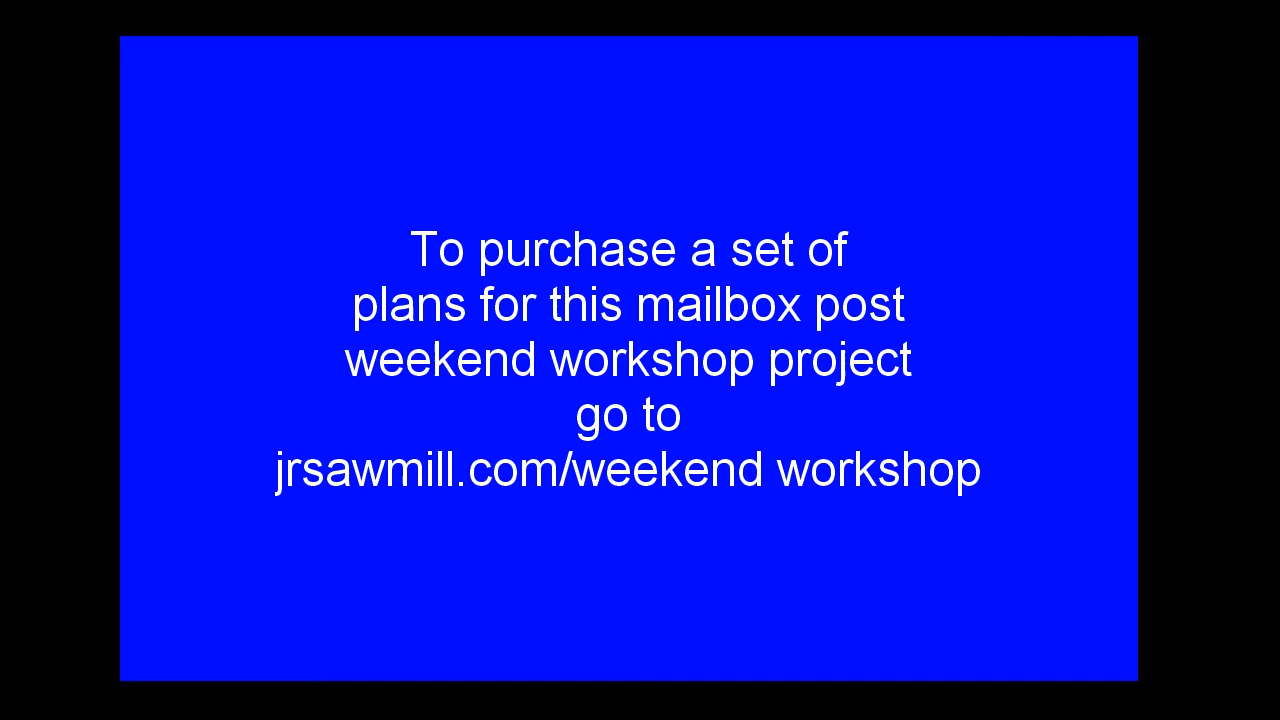 To purchase a set of
plans for this mailbox post
weekend workshop project
go to
jrsawmill.com/weekend workshop